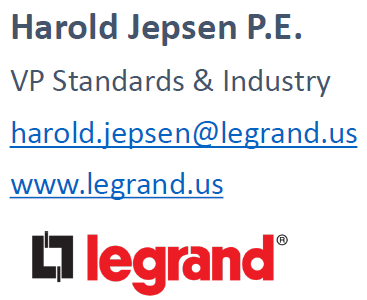 Harold Jepsen P.E.
VP Standards & Industry
harold.jepsen@legrand.us
www.legrand.us
legrand®